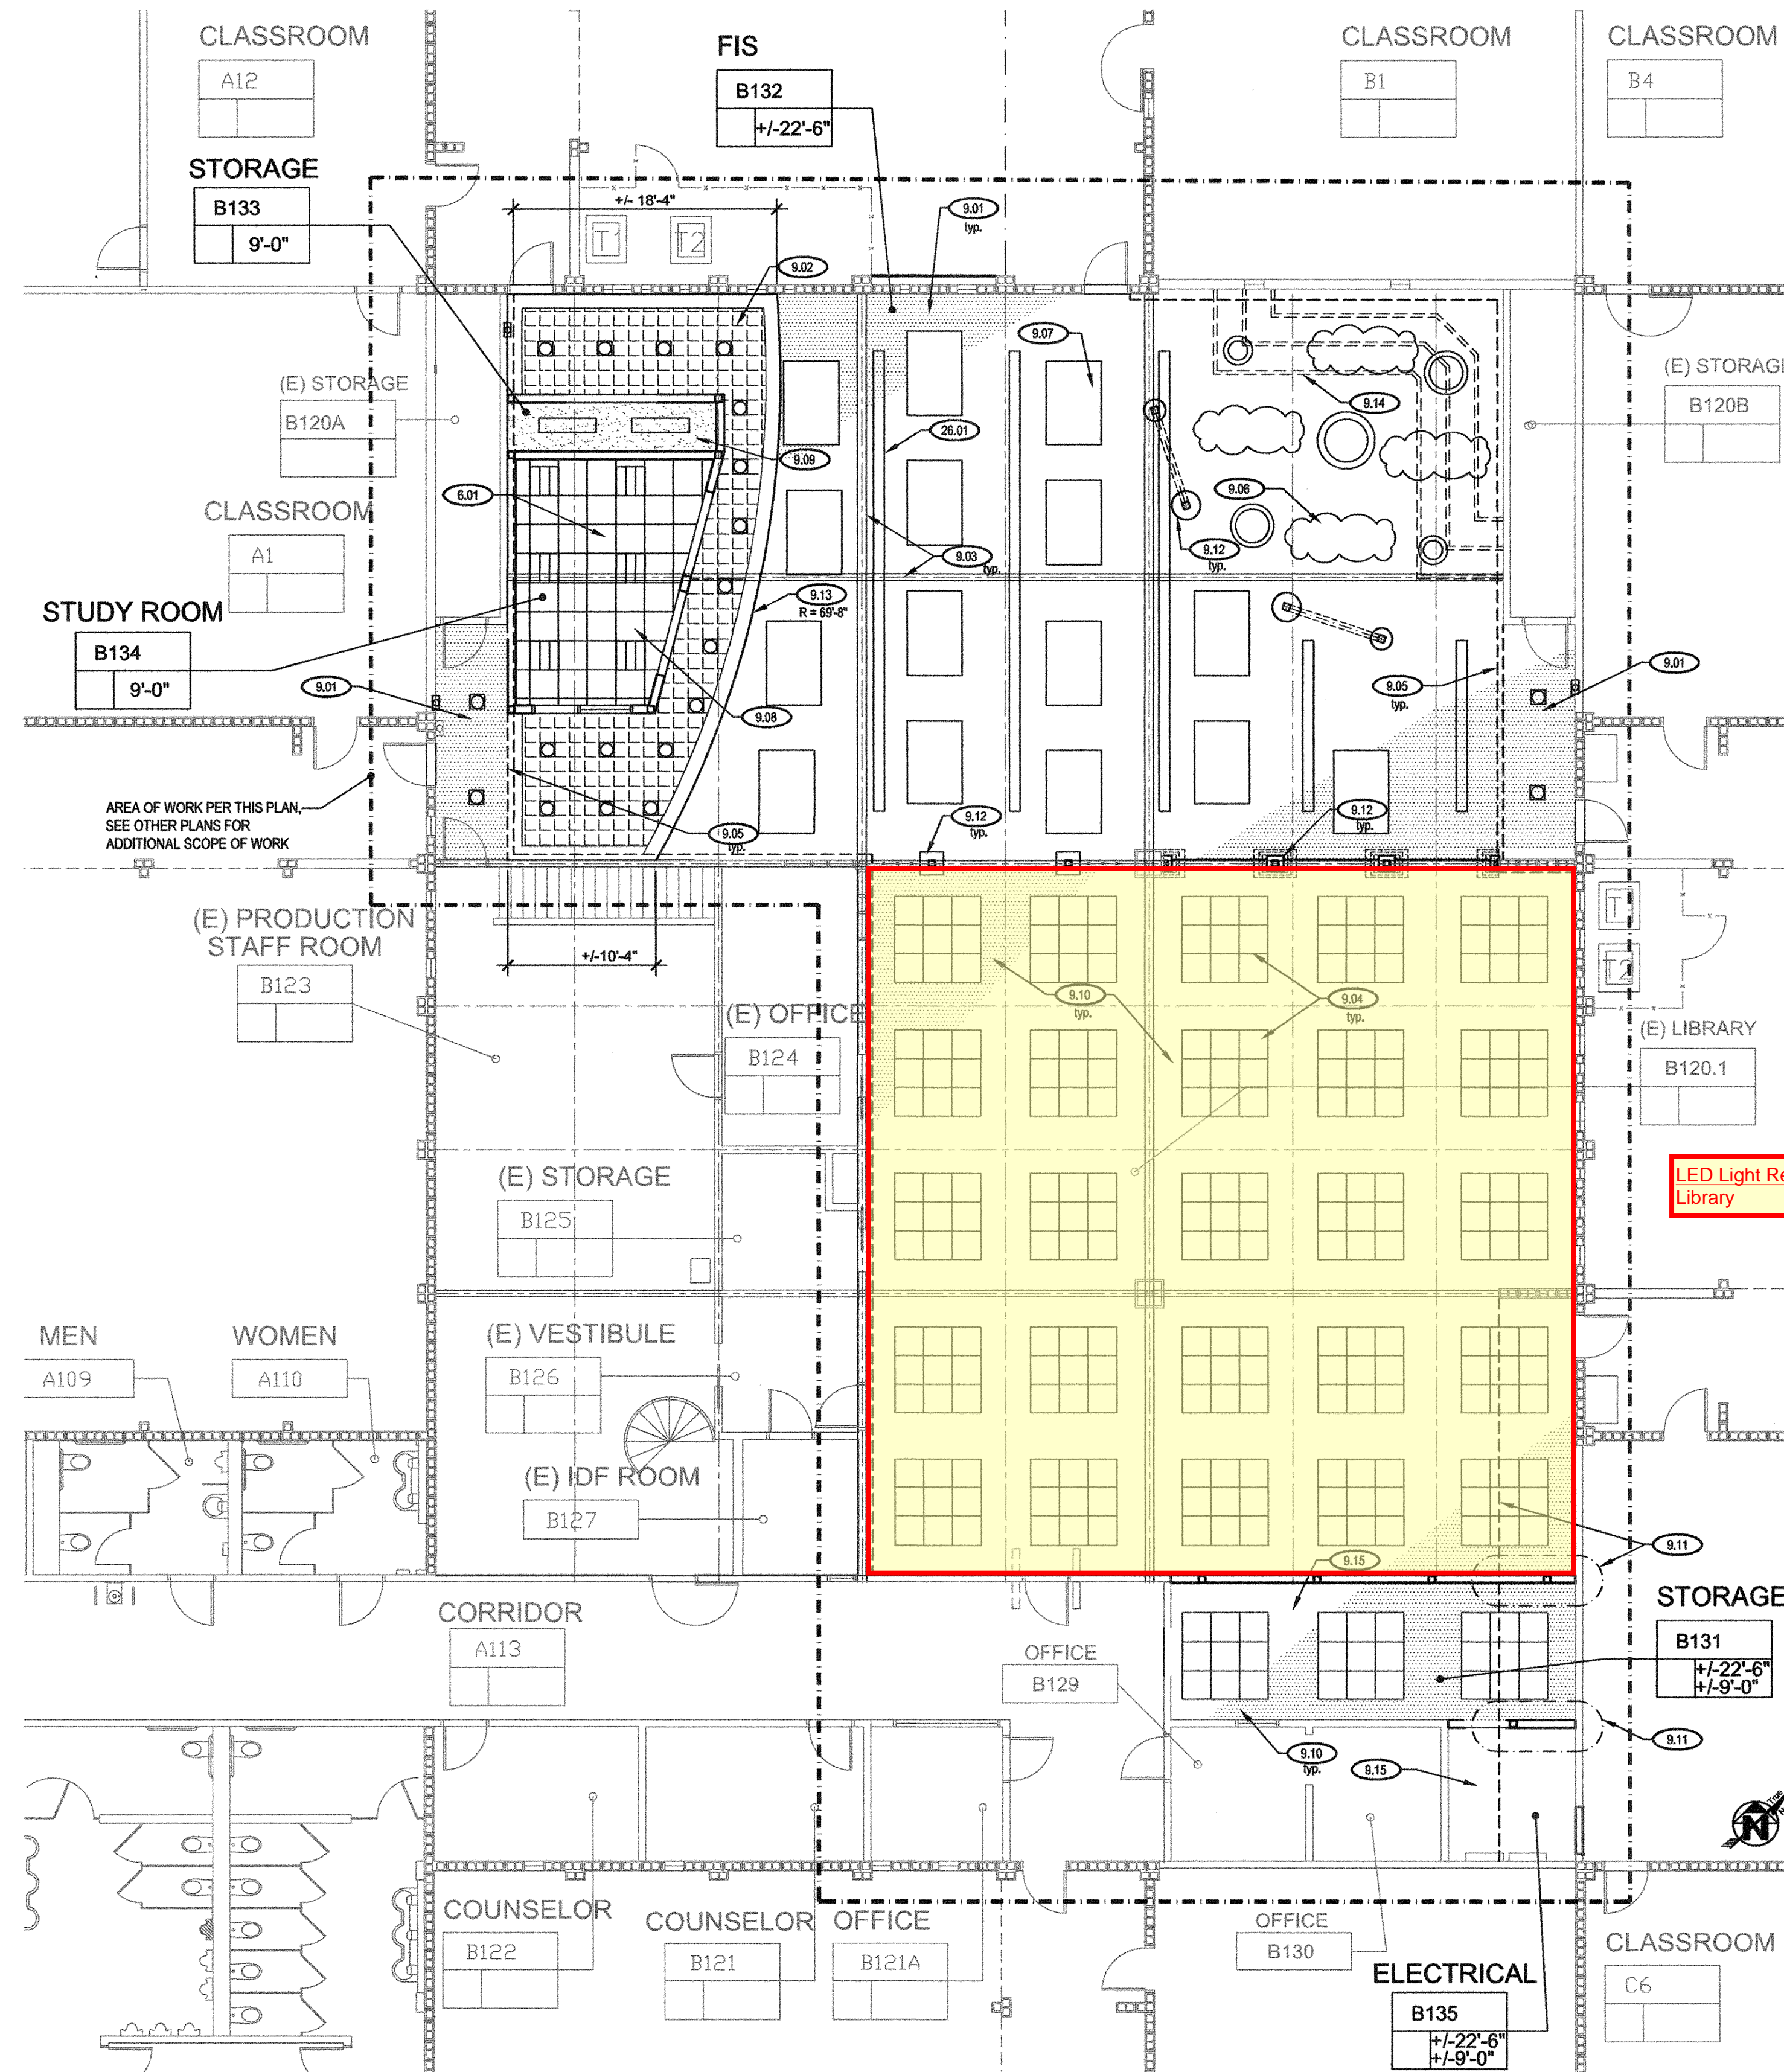 CLASSROOM
A12
FIS
B132
+/-22'-6"
CLASSROOM
B1
CLASSROOM
B4
STORAGE
B133
9'-0"
+/- 18'-4"
T1
T2
9.01
typ.
9.02
9.07
(E) STORAGE
B120A
9.14
(E) STORAGE
B120B
26.01
9.09
6.01
9.06
CLASSROOM
A1
9.12
typ.
9.03
typ.
9.13
R = 69'-8"
STUDY ROOM
B134
9'-0"
9.01
9.01
9.05
typ.
9.08
AREA OF WORK PER THIS PLAN,
SEE OTHER PLANS FOR
ADDITIONAL SCOPE OF WORK
9.05
typ.
9.12
typ.
9.12
typ.
(E) PRODUCTION
STAFF ROOM
B123
+/-10'-4"
T2
9.10
typ.
9.04
typ.
(E) OFFICE
B124
(E) LIBRARY
B120.1
(E) STORAGE
B125
LED Light Re
Library
MEN
A109
WOMEN
A110
(E) VESTIBULE
B126
(E) IDF ROOM
B127
9.15
9.11
CORRIDOR
A113
OFFICE
B129
STORAGE
B131
+/-22'-6"
+/-9'-0"
9.10
typ.
9.15
9.11
True
N
COUNSELOR
B122
COUNSELOR
B121
OFFICE
B121A
OFFICE
B130
CLASSROOM
C6
ELECTRICAL
B135
+/-22'-6"
+/-9'-0"